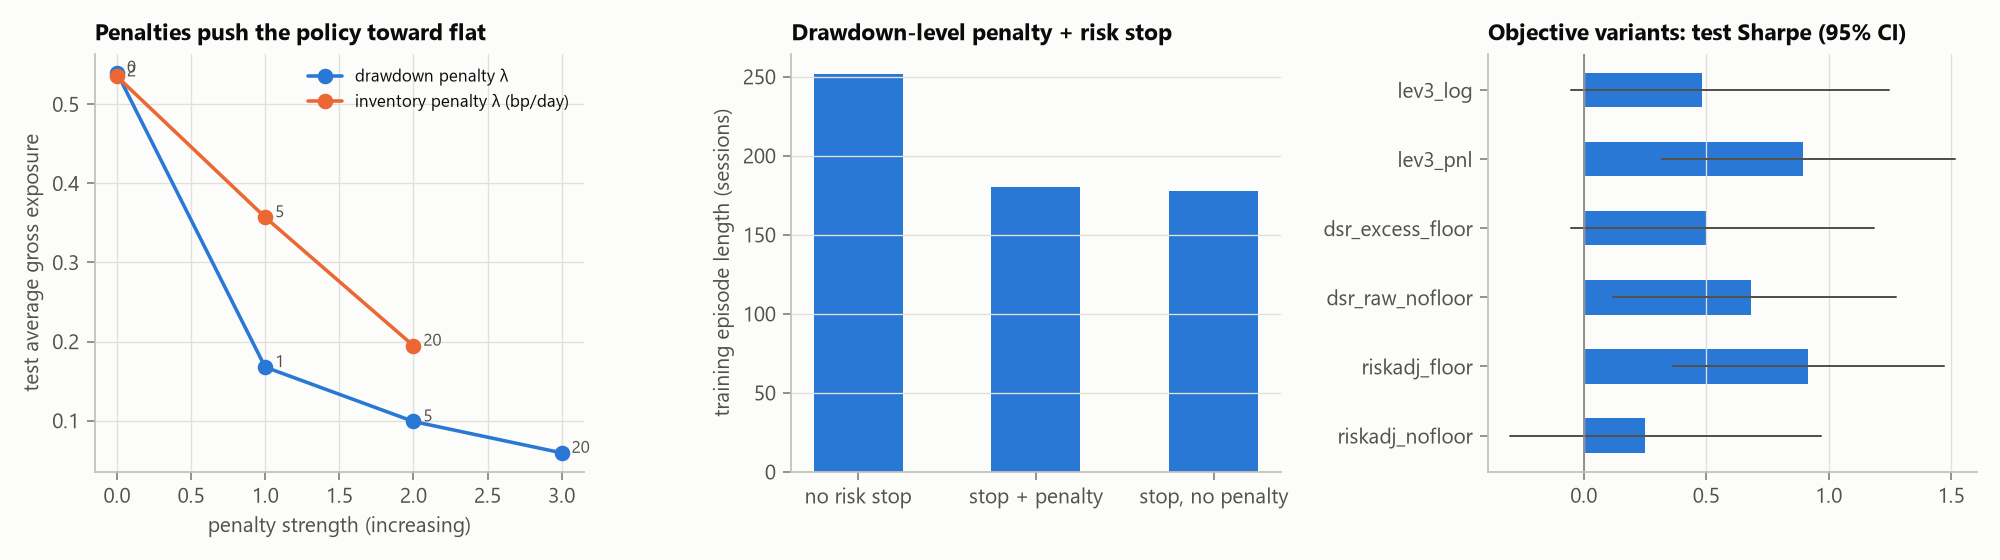 Penalties push the policy toward flat
test average gross exposure
0.5
0.4
0.3
0.2
0.1
0
2
5
1
20
5
20
drawdown penalty λ
inventory penalty λ (bp/day)
0.0 0.5 1.0 1.5 2.0 2.5 3.0
penalty strength (increasing)
Drawdown-level penalty + risk stop
training episode length (sessions)
250
200
150
100
50
0
no risk stop stop + penalty stop, no penalty
Objective variants: test Sharpe (95% CI)
lev3_log
lev3_pnl
dsr_excess_floor
dsr_raw_nofloor
riskadj_floor
riskadj_nofloor
0.0 0.5 1.0 1.5